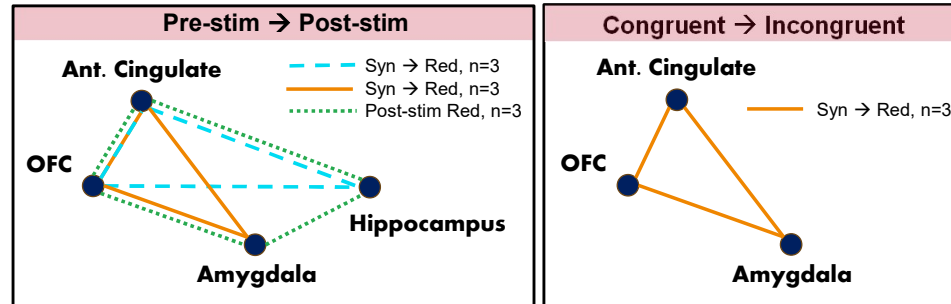 Pre-stim → Post-stim
Ant. Cingulate
Syn → Red, n=3
Syn → Red, n=3
Post-stim Red, n=3
OFC
Hippocampus
Amygdala
Congruent → Incongruent
Ant. Cingulate
Syn → Red, n=3
OFC
Amygdala